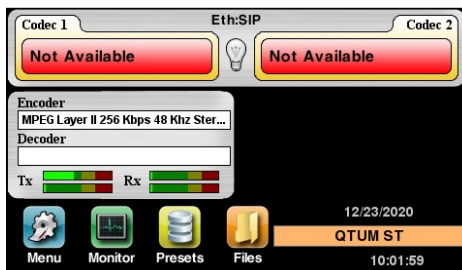 Codec 1 Eth:SIP Codec 2
Not Available Not Available
Encoder
MPEG Layer II 256 Kbps 48 Khz Ster...
Decoder
Tx Rx
12/23/2020
QTUM ST
Menu Monitor Presets Files 10:01:59